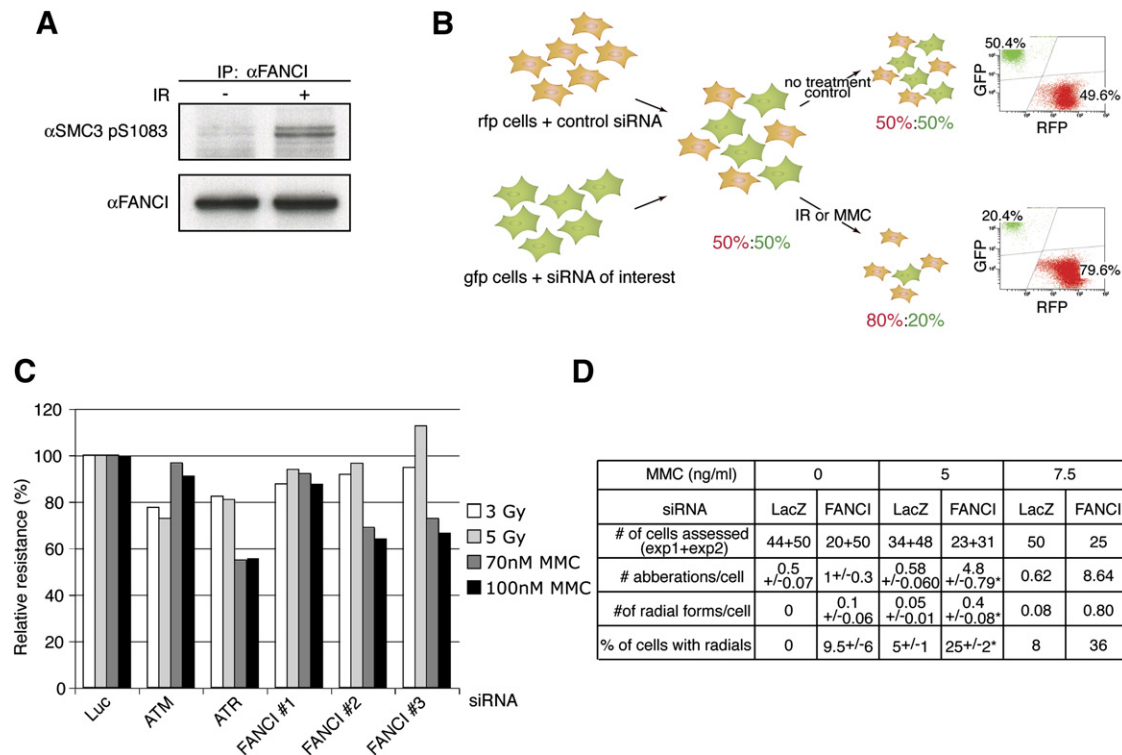 A
IP: αFANCI
IR - +
αSMC3 pS1083
αFANCI
B
rfp cells + control siRNA
gfp cells + siRNA of interest
50%:50%
no treatment
control
IR or MMC
50%:50%
80%:20%
50.4%
49.6%
GFP
RFP
20.4%
79.6%
GFP
RFP
C
Relative resistance (%)
120
100
80
60
40
20
0
Luc
ATM
ATR
FANCI #1
FANCI #2
FANCI #3
siRNA
3 Gy
5 Gy
70nM MMC
100nM MMC
D
MMC (ng/ml) 0 5 7.5
siRNA LacZ FANCI LacZ FANCI LacZ FANCI
# of cells assessed
(exp1+exp2) 44+50 20+50 34+48 23+31 50 25
# abberations/cell 0.5 +/-0.07 1+/-0.3 0.58 +/-0.060 4.8 +/-0.79* 0.62 8.64
#of radial forms/cell 0 0.1 +/-0.06 0.05 +/-0.01 0.4 +/-0.08* 0.08 0.80
% of cells with radials 0 9.5+/-6 5+/-1 25+/-2* 8 36